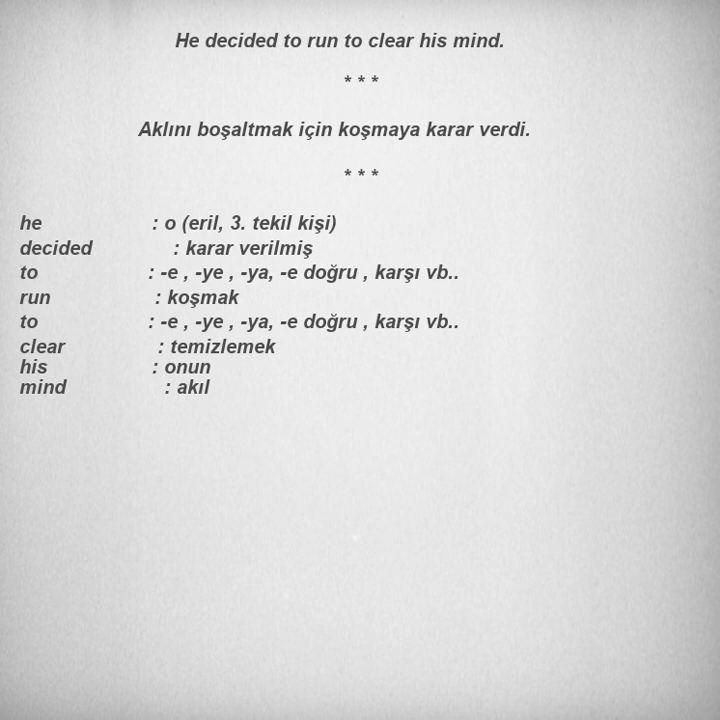 He decided to run to clear his mind.
* * *
Aklını boşaltmak için koşmaya karar verdi.
* * *
he : o (eril, 3. tekil kişi)
decided : karar verilmiş
to : -e , -ye , -ya, -e doğru , karşı vb..
run : koşmak
to : -e , -ye , -ya, -e doğru , karşı vb..
clear : temizlemek
his : onun
mind : akıl